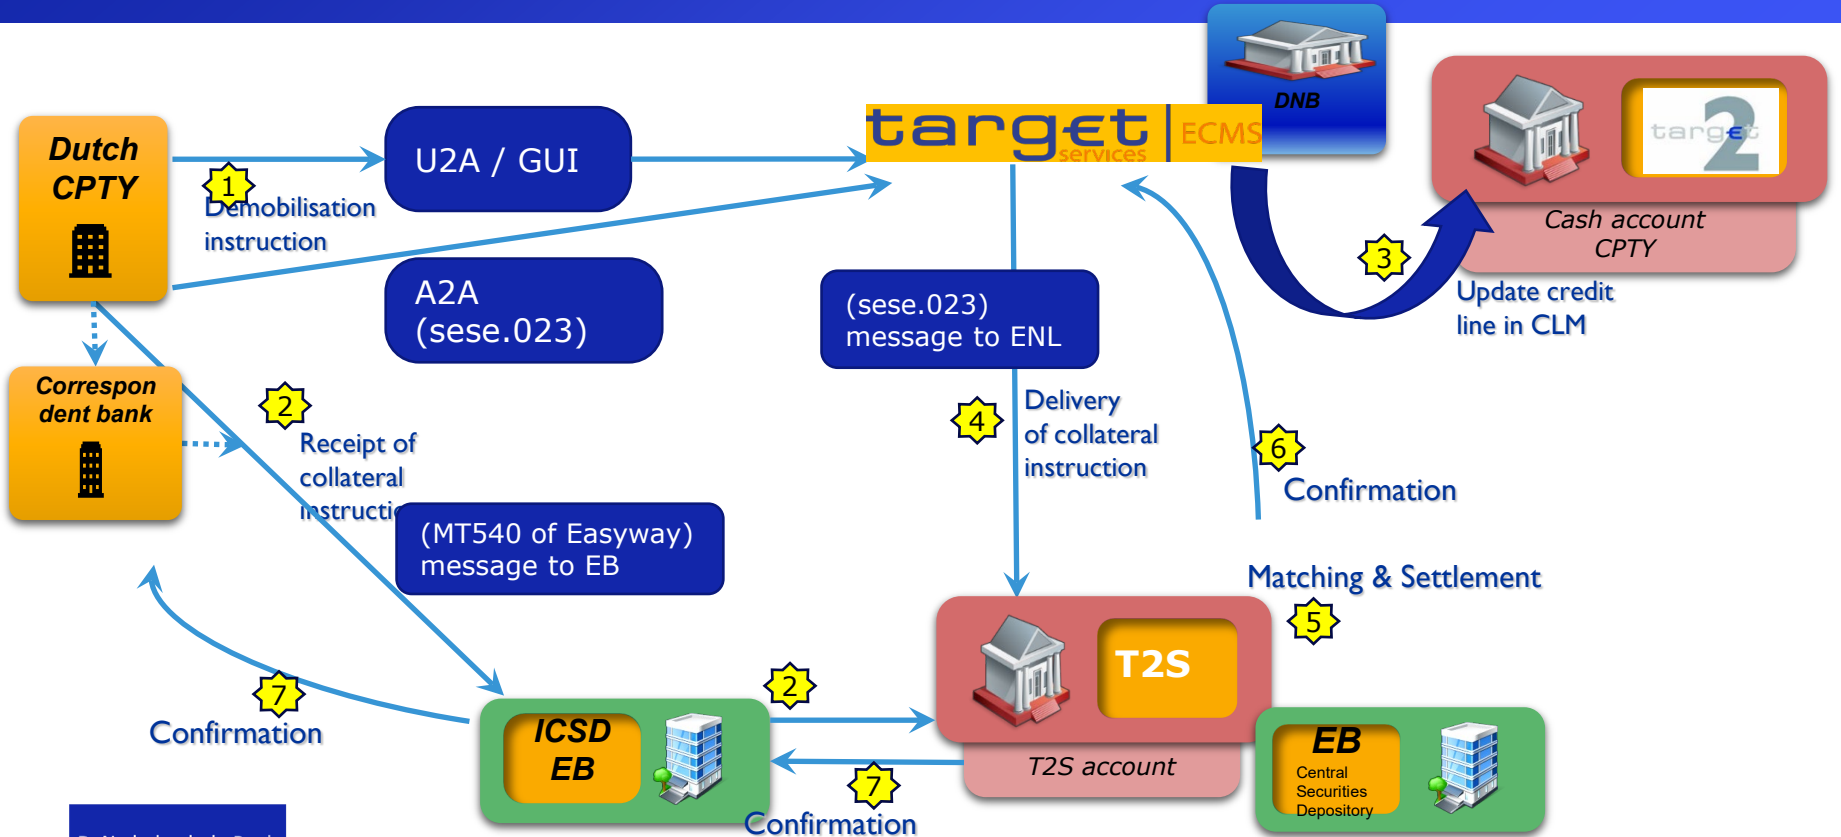 DNB
target
services
ECMS
target
2
Dutch
CPTY
U2A / GUI
1
Demobilisation
instruction
Cash account
CPTY
3
A2A
(sese.023)
(sese.023)
message to ENL
Update credit
line in CLM
Correspon
dent bank
2
Receipt of
collateral
4
Delivery
of collateral
instruction
6
Confirmation
(MT540 of Easyway)
message to EB
Matching & Settlement
5
T2S
2
7
Confirmation
ICSD
EB
T2S account
7
Confirmation
EB
Central
Securities
Depository